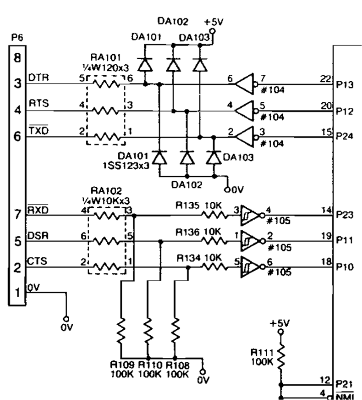 P6
DA102
+5V
DA101 DA103
8
RA101
¼W120x3
3 DTR 5 6 6 7 22 P13
#104
4 RTS 4 3 4 5 20 P12
#104
6 TXD 2 1 2 3 15 P24
#104
DA101
1SS123x3
DA103
DA102
0V
RA102
¼W10Kx3
7 RXD 4 3 R135 10K 3 4 14 P23
#105
5 DSR 6 5 R136 10K 1 2 19 P11
#105
2 CTS 2 1 R134 10K 5 6 18 P10
#105
1 0V
0V
+5V
R109 R110 R108
100K 100K 100K
0V
R111
100K
12 P21
4 NMI